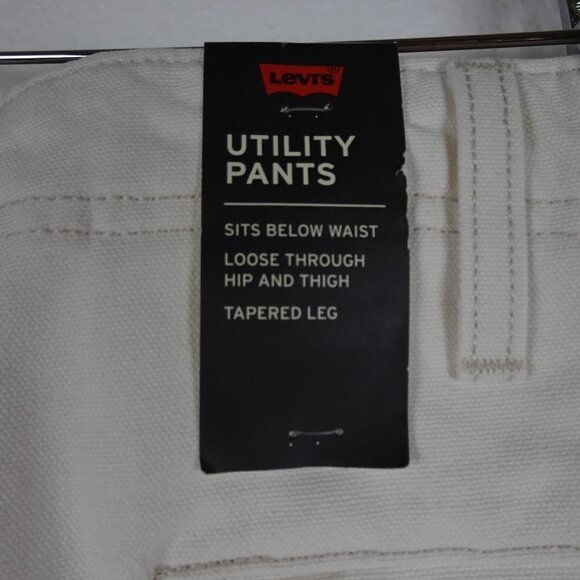 Levi's®
UTILITY
PANTS
SITS BELOW WAIST
LOOSE THROUGH
HIP AND THIGH
TAPERED LEG